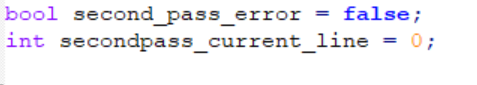 bool second_pass_error = false;
int secondpass_current_line = 0;